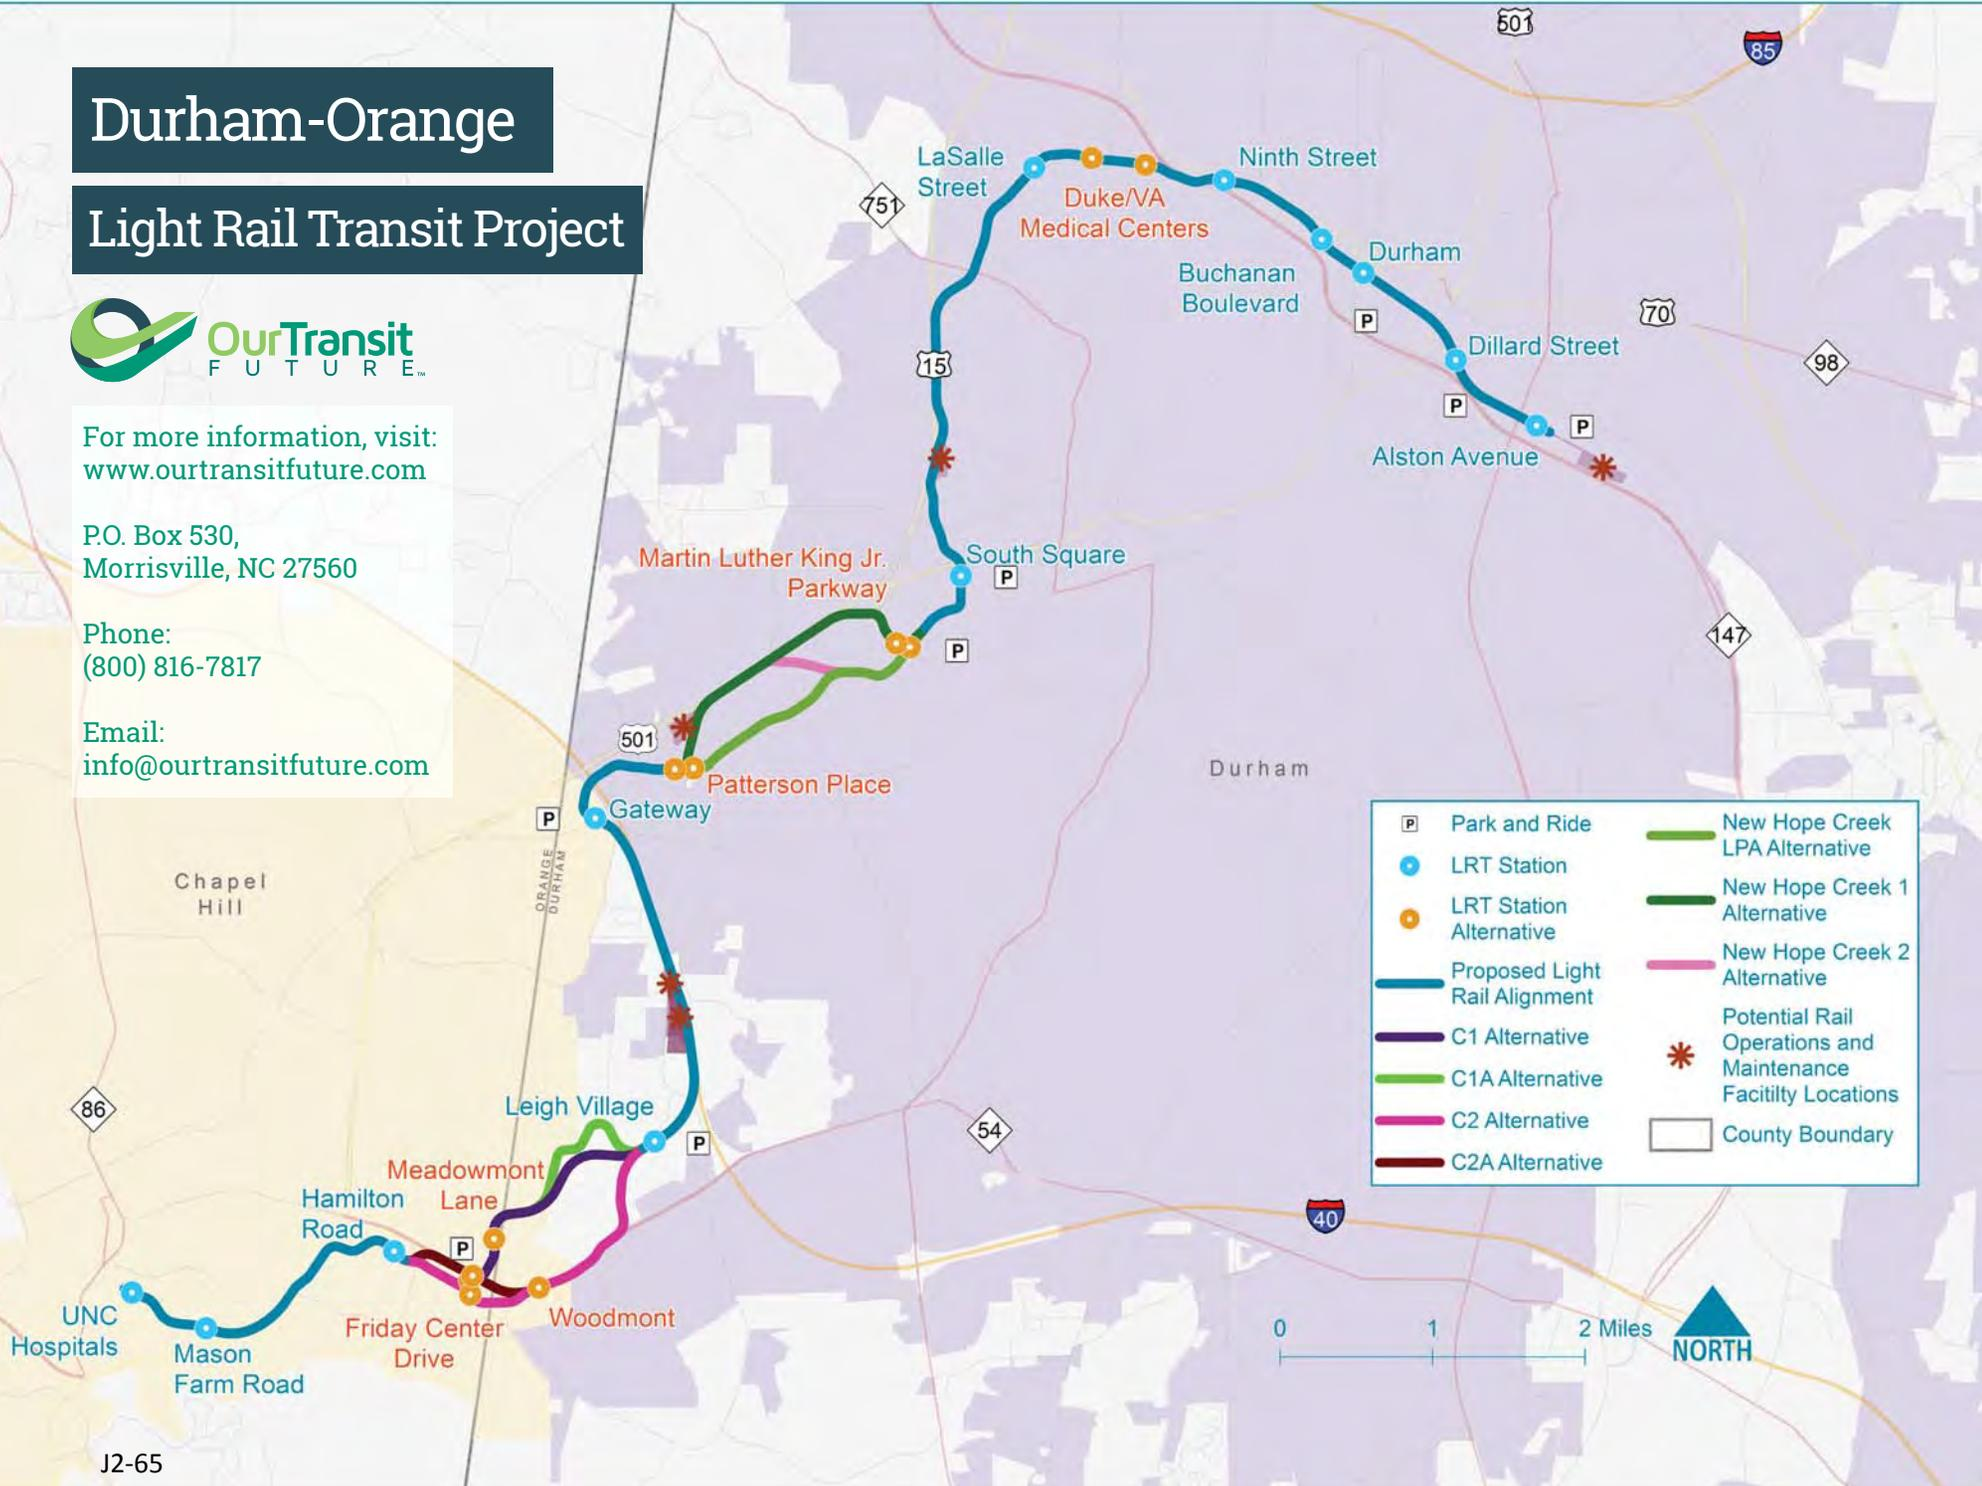 Durham-Orange
Light Rail Transit Project
OurTransit
FUTURE™
For more information, visit:
www.ourtransitfuture.com
P.O. Box 530,
Morrisville, NC 27560
Phone:
(800) 816-7817
Email:
info@ourtransitfuture.com
501
85
LaSalle
Street
Duke/VA
Medical Centers
Ninth Street
751
Buchanan
Boulevard
Durham
P
70
98
15
Dillard Street
P
P
Alston Avenue
Martin Luther King Jr.
Parkway
South Square
P
P
147
501
Patterson Place
Gateway
P
Durham
ORANGE
DURHAM
Chapel
Hill
86
Leigh Village
P
54
Meadowmont
Lane
Hamilton
Road
P
40
UNC
Hospitals
Mason
Farm Road
Friday Center
Drive
Woodmont
P Park and Ride
LRT Station
LRT Station
Alternative
Proposed Light
Rail Alignment
C1 Alternative
C1A Alternative
C2 Alternative
C2A Alternative
New Hope Creek
LPA Alternative
New Hope Creek 1
Alternative
New Hope Creek 2
Alternative
Potential Rail
Operations and
Maintenance
Facitilty Locations
County Boundary
0 1 2 Miles
NORTH
J2-65